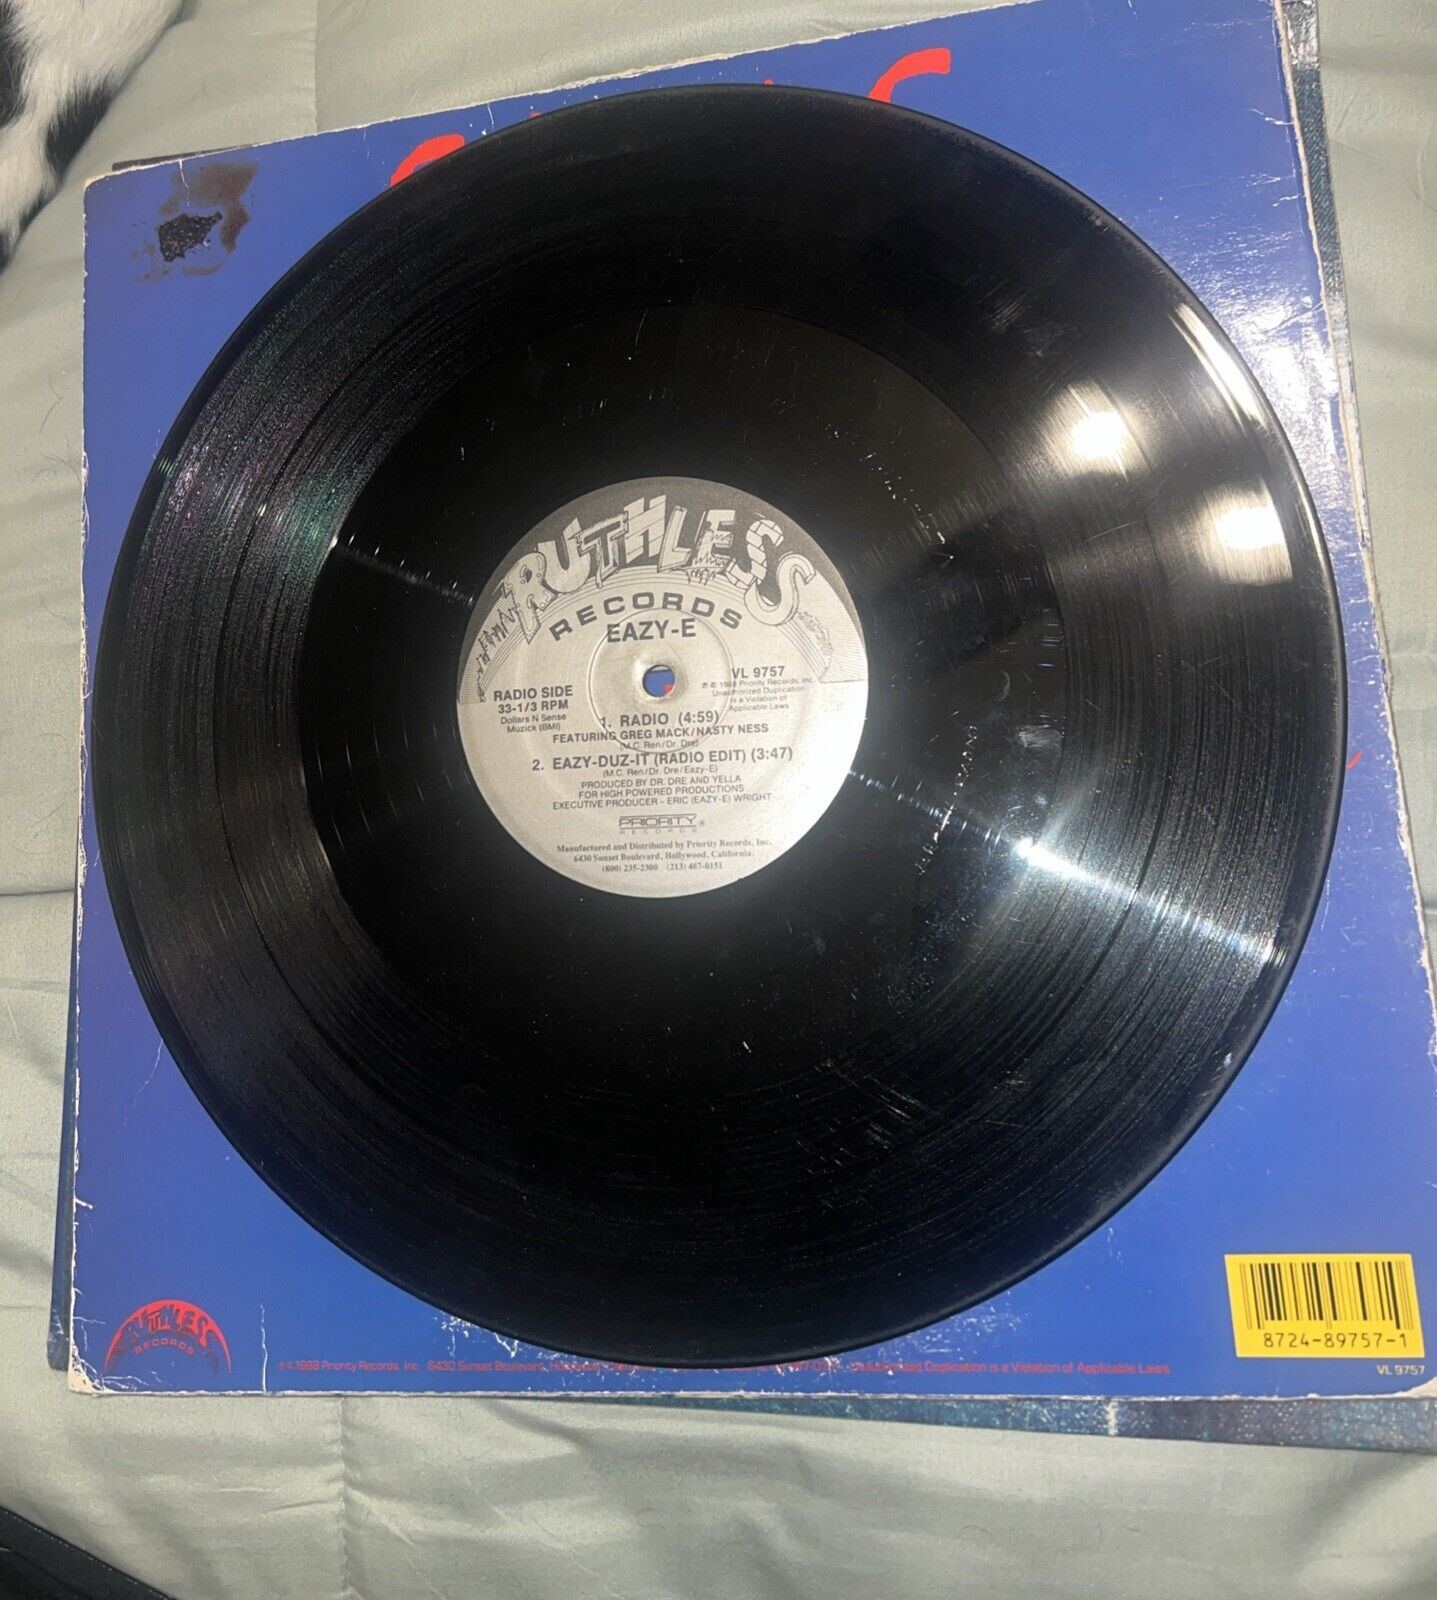 RUTHLESS
RECORDS
EAZY-E
RADIO SIDE
33-1/3 RPM
Dollars N Sense
Muzick (BMI)
VL 9757
℗ © 1988 Priority Records, Inc.
Unauthorized Duplication
is a Violation of
Applicable Laws
1. RADIO (4:59)
FEATURING GREG MACK/NASTY NESS
(M.C. Ren/Dr. Dre)
2. EAZY-DUZ-IT (RADIO EDIT) (3:47)
(M.C. Ren/Dr. Dre/Eazy-E)
PRODUCED BY DR. DRE AND YELLA
FOR HIGH POWERED PRODUCTIONS
EXECUTIVE PRODUCER - ERIC (EAZY-E) WRIGHT
PRIORITY ®
RECORDS
Manufactured and Distributed by Priority Records, Inc.
6430 Sunset Boulevard, Hollywood, California.
(800) 235-2300 (213) 467-0151
RUTHLESS
RECORDS
℗ © 1988 Priority Records, Inc. 6430 Sunset Boulevard, Duplication is a Violation of Applicable Laws
8724-89757-1
VL 9757